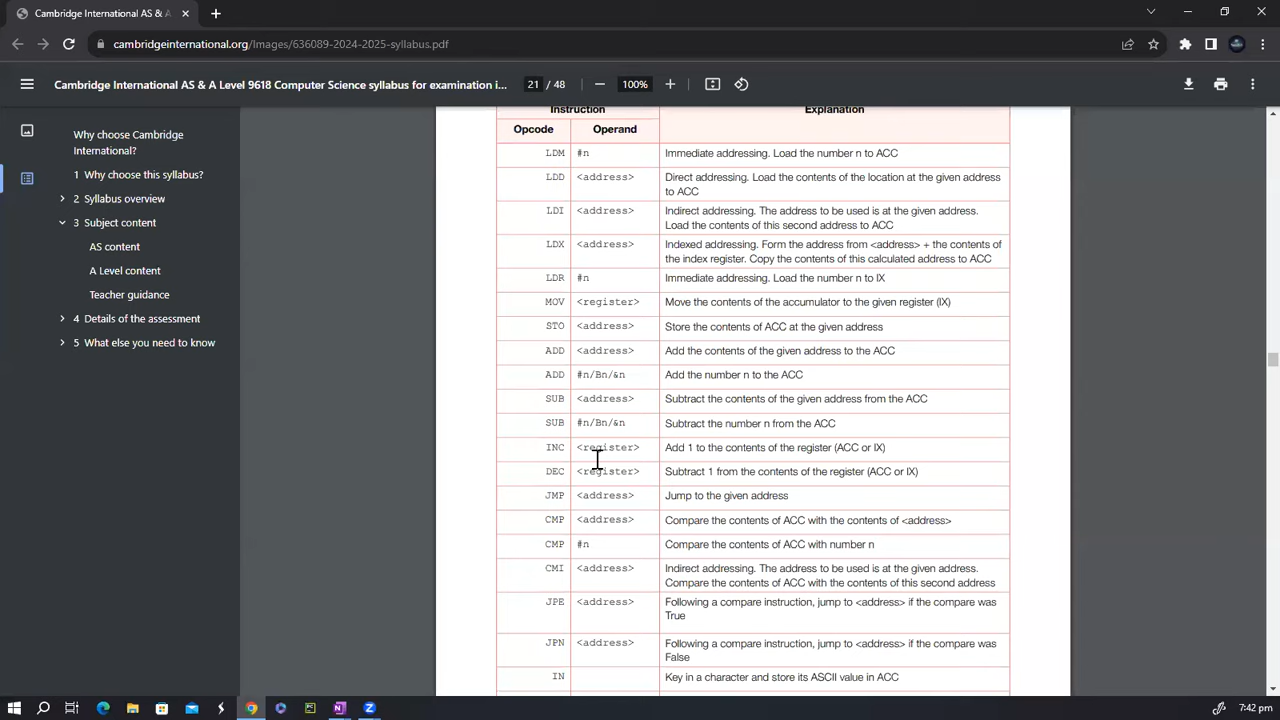 Cambridge International AS & A
cambridgeinternational.org/Images/636089-2024-2025-syllabus.pdf
Cambridge International AS & A Level 9618 Computer Science syllabus for examination i...
21 / 48
100%
Why choose Cambridge
International?
1 Why choose this syllabus?
2 Syllabus overview
3 Subject content
AS content
A Level content
Teacher guidance
4 Details of the assessment
5 What else you need to know
Instruction Explanation
Opcode Operand
LDM #n Immediate addressing. Load the number n to ACC
LDD <address> Direct addressing. Load the contents of the location at the given address
to ACC
LDI <address> Indirect addressing. The address to be used is at the given address.
Load the contents of this second address to ACC
LDX <address> Indexed addressing. Form the address from <address> + the contents of
the index register. Copy the contents of this calculated address to ACC
LDR #n Immediate addressing. Load the number n to IX
MOV <register> Move the contents of the accumulator to the given register (IX)
STO <address> Store the contents of ACC at the given address
ADD <address> Add the contents of the given address to the ACC
ADD #n/Bn/&n Add the number n to the ACC
SUB <address> Subtract the contents of the given address from the ACC
SUB #n/Bn/&n Subtract the number n from the ACC
INC <register> Add 1 to the contents of the register (ACC or IX)
DEC <register> Subtract 1 from the contents of the register (ACC or IX)
JMP <address> Jump to the given address
CMP <address> Compare the contents of ACC with the contents of <address>
CMP #n Compare the contents of ACC with number n
CMI <address> Indirect addressing. The address to be used is at the given address.
Compare the contents of ACC with the contents of this second address
JPE <address> Following a compare instruction, jump to <address> if the compare was
True
JPN <address> Following a compare instruction, jump to <address> if the compare was
False
IN Key in a character and store its ASCII value in ACC
7:42 pm